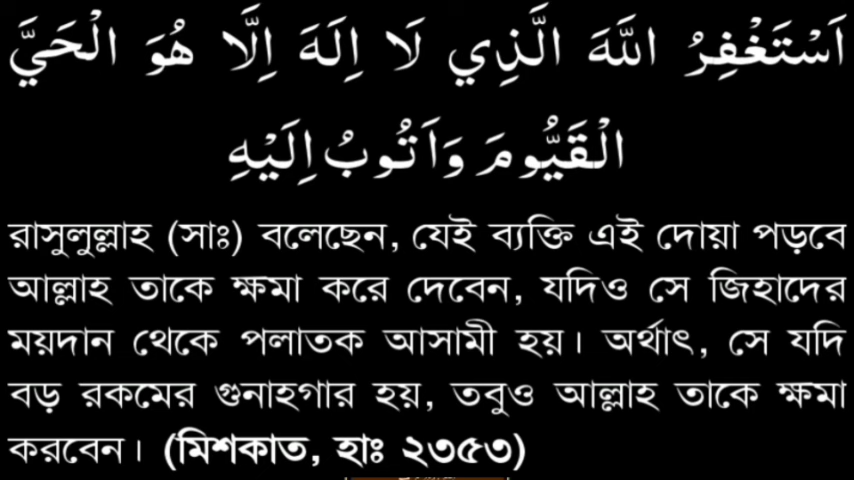 اَسْتَغْفِرُ اللَّهَ الَّذِي لَا اِلَهَ اِلَّا هُوَ الْحَيَّ
الْقَيُّومَ وَاَتُوبُ اِلَيْهِ
রাসুলুল্লাহ (সাঃ) বলেছেন, যেই ব্যক্তি এই দোয়া পড়বে
আল্লাহ তাকে ক্ষমা করে দেবেন, যদিও সে জিহাদের
ময়দান থেকে পলাতক আসামী হয়। অর্থাৎ, সে যদি
বড় রকমের গুনাহগার হয়, তবুও আল্লাহ তাকে ক্ষমা
করবেন। (মিশকাত, হাঃ ২৩৫৩)